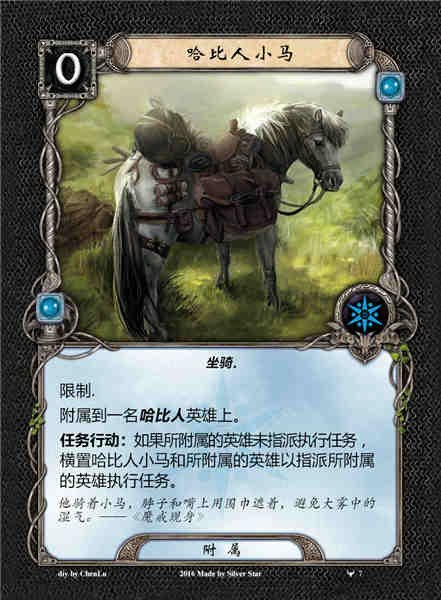 哈比人小马
0
坐骑.
限制.
附属到一名哈比人英雄上。
任务行动：如果所附属的英雄未指派执行任务，
横置哈比人小马和所附属的英雄以指派所附属
的英雄执行任务。
他骑着小马，脖子和嘴上用围巾遮着，避免大雾中的
湿气。——《魔戒现身》
附属
diy by ChenLu 2016 Made by Silver Star 7